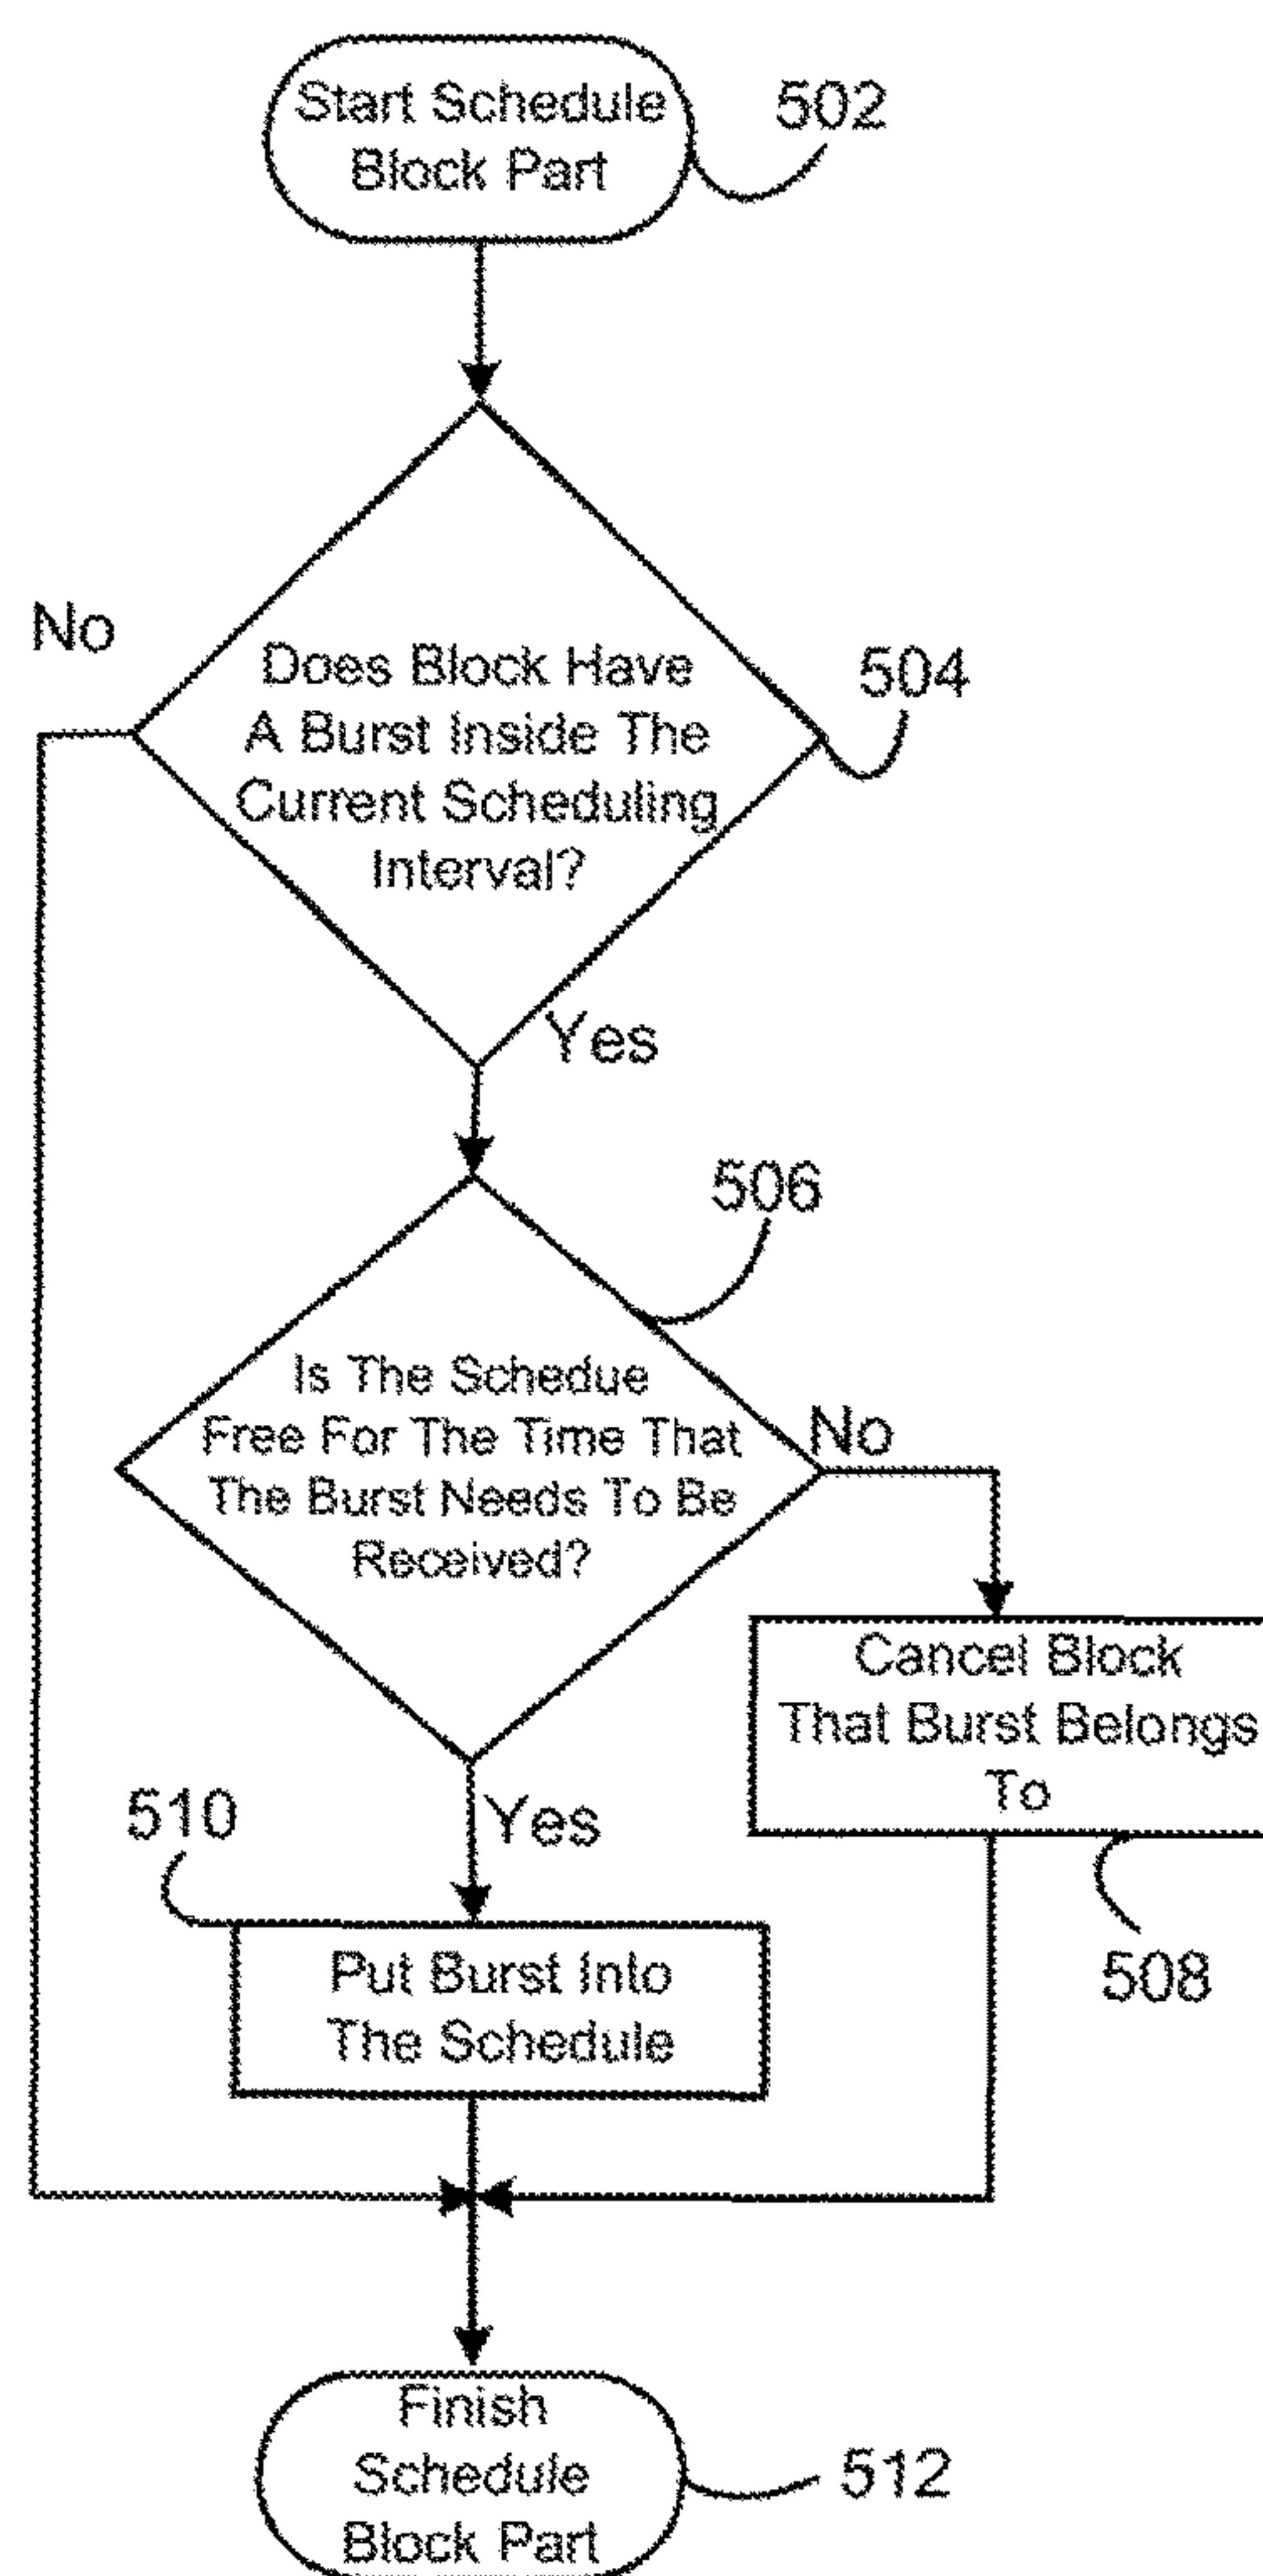 Start Schedule
Block Part
502
No
Does Block Have
A Burst Inside The
Current Scheduling
Interval?
504
Yes
506
Is The Schedue
Free For The Time That
The Burst Needs To Be
Received?
No
Cancel Block
That Burst Belongs
To
508
Yes
510
Put Burst Into
The Schedule
Finish
Schedule
Block Part
512